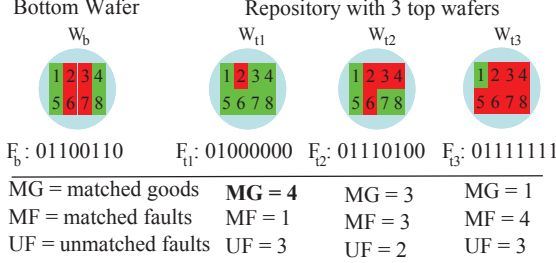 Bottom Wafer Repository with 3 top wafers
W_b W_t1 W_t2 W_t3
1 2 3 4 1 2 3 4 1 2 3 4 1 2 3 4
5 6 7 8 5 6 7 8 5 6 7 8 5 6 7 8
F_b: 01100110 F_t1: 01000000 F_t2: 01110100 F_t3: 01111111
MG = matched goods MG = 4 MG = 3 MG = 1
MF = matched faults MF = 1 MF = 3 MF = 4
UF = unmatched faults UF = 3 UF = 2 UF = 3